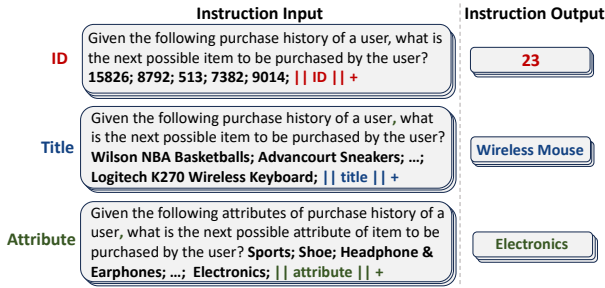 Instruction Input
Instruction Output
ID
Given the following purchase history of a user, what is
the next possible item to be purchased by the user?
15826; 8792; 513; 7382; 9014; || ID || +
23
Title
Given the following purchase history of a user, what
is the next possible item to be purchased by the user?
Wilson NBA Basketballs; Advancourt Sneakers; …;
Logitech K270 Wireless Keyboard; || title || +
Wireless Mouse
Attribute
Given the following attributes of purchase history of a
user, what is the next possible attribute of item to be
purchased by the user? Sports; Shoe; Headphone &
Earphones; …; Electronics; || attribute || +
Electronics